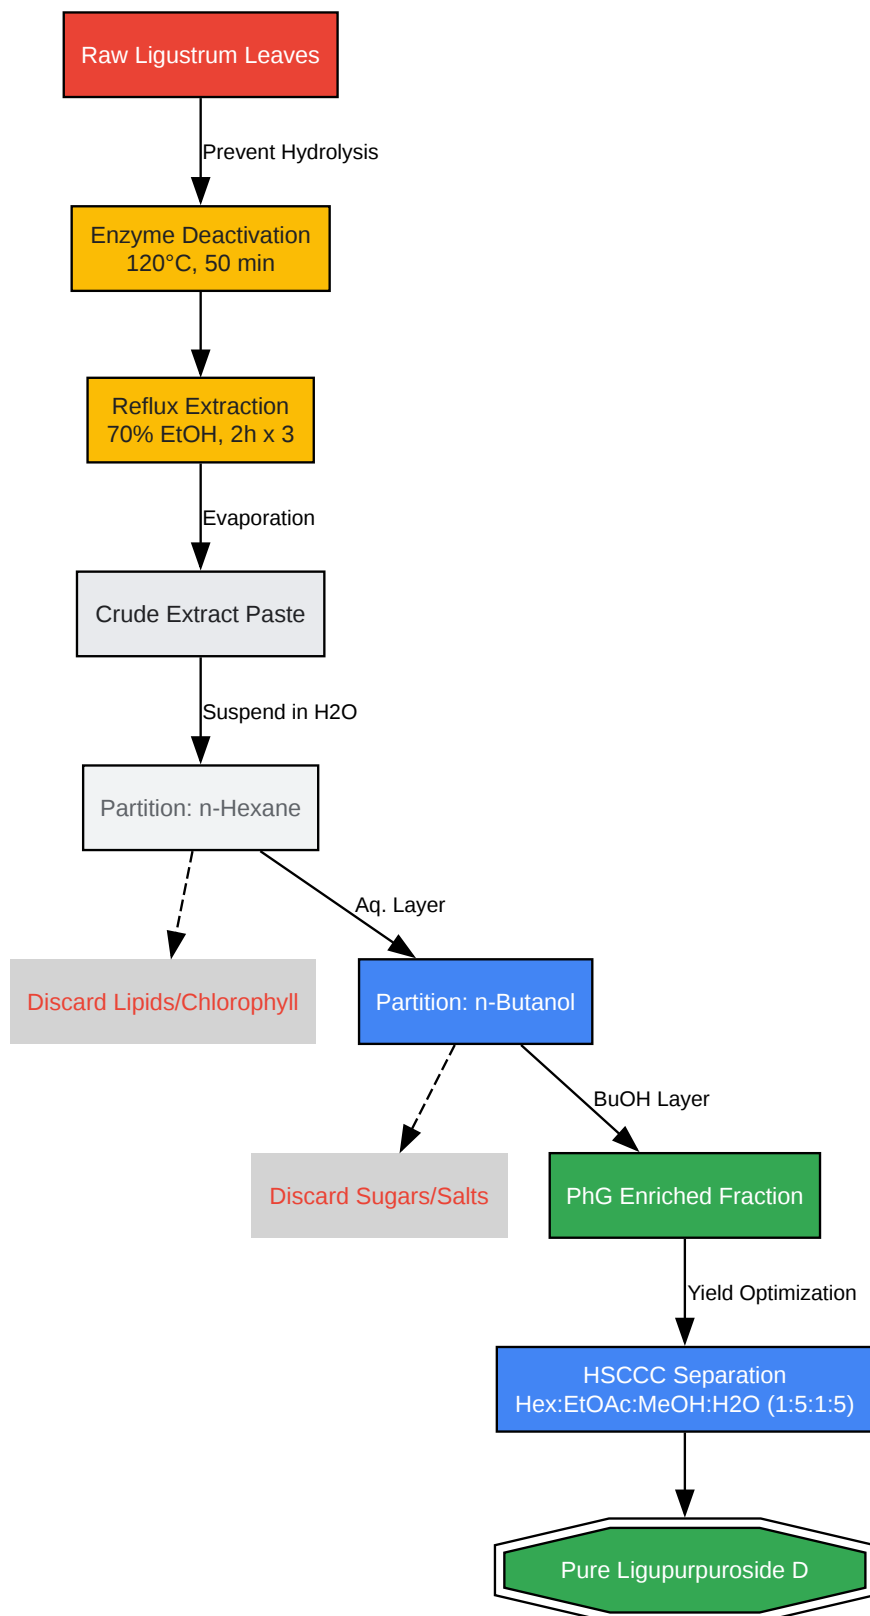 Raw Ligustrum Leaves
Prevent Hydrolysis
Enzyme Deactivation
120°C, 50 min
Reflux Extraction
70% EtOH, 2h x 3
Evaporation
Crude Extract Paste
Suspend in H2O
Partition: n-Hexane
Aq. Layer
Discard Lipids/Chlorophyll
Partition: n-Butanol
BuOH Layer
Discard Sugars/Salts
PhG Enriched Fraction
Yield Optimization
HSCCC Separation
Hex:EtOAc:MeOH:H2O (1:5:1:5)
Pure Ligupurpuroside D